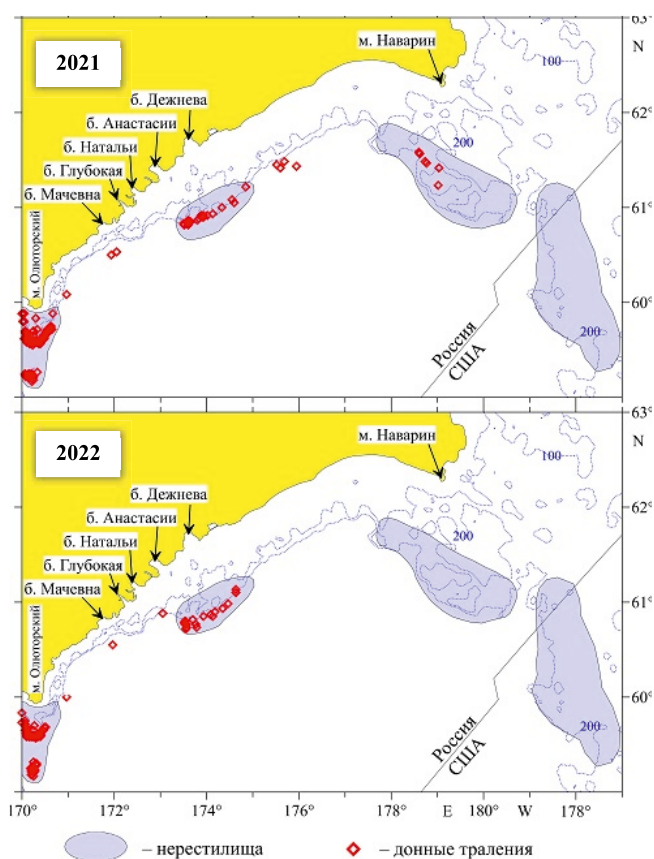 63°
N
2021
м. Наварин
100
б. Дежнева
62°
б. Анастасии
200
б. Натальи
б. Глубокая
б. Мачевна
61°
м. Олюторский
60°
200
Россия
США
63°
N
2022
м. Наварин
100
б. Дежнева
62°
б. Анастасии
200
б. Натальи
б. Глубокая
б. Мачевна
61°
м. Олюторский
60°
200
Россия
США
170° 172° 174° 176° 178° E 180° W 178°
– нерестилища – донные траления